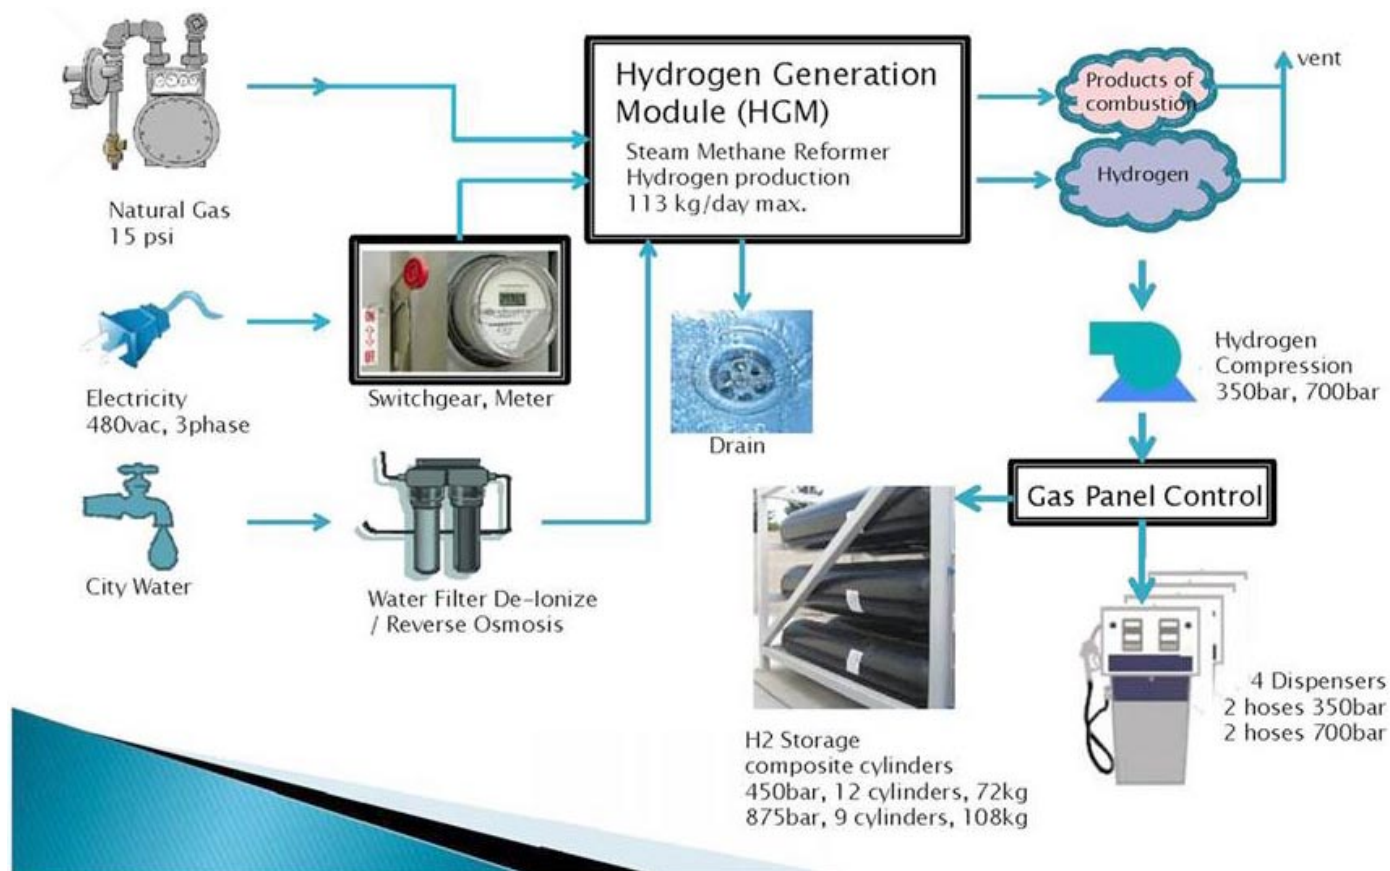 Hydrogen Generation
Module (HGM)
Steam Methane Reformer
Hydrogen production
113 kg/day max.
Products of
combustion
vent
Hydrogen
Natural Gas
15 psi
Electricity
480vac, 3phase
Switchgear, Meter
Drain
Hydrogen
Compression
350bar, 700bar
Gas Panel Control
City Water
Water Filter De-Ionize
/ Reverse Osmosis
4 Dispensers
2 hoses 350bar
2 hoses 700bar
H2 Storage
composite cylinders
450bar, 12 cylinders, 72kg
875bar, 9 cylinders, 108kg